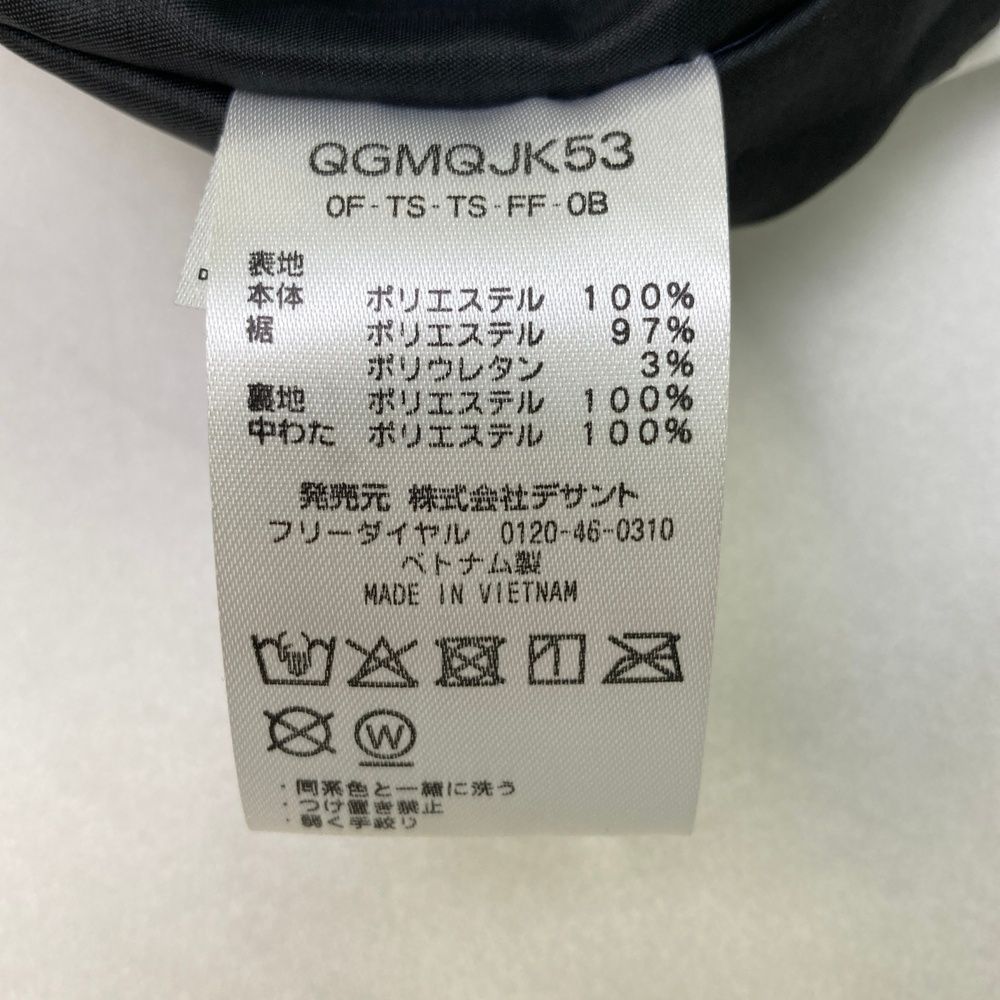 QGMQJK53
0F-TS-TS-FF-0B
D
表地
本体 ポリエステル 100%
裾 ポリエステル 97%
ポリウレタン 3%
裏地 ポリエステル 100%
中わた ポリエステル 100%
発売元 株式会社デサント
フリーダイヤル 0120-46-0310
ベトナム製
MADE IN VIETNAM
W
・同系色と一緒に洗う
・つけ置き禁止
・弱く手絞り